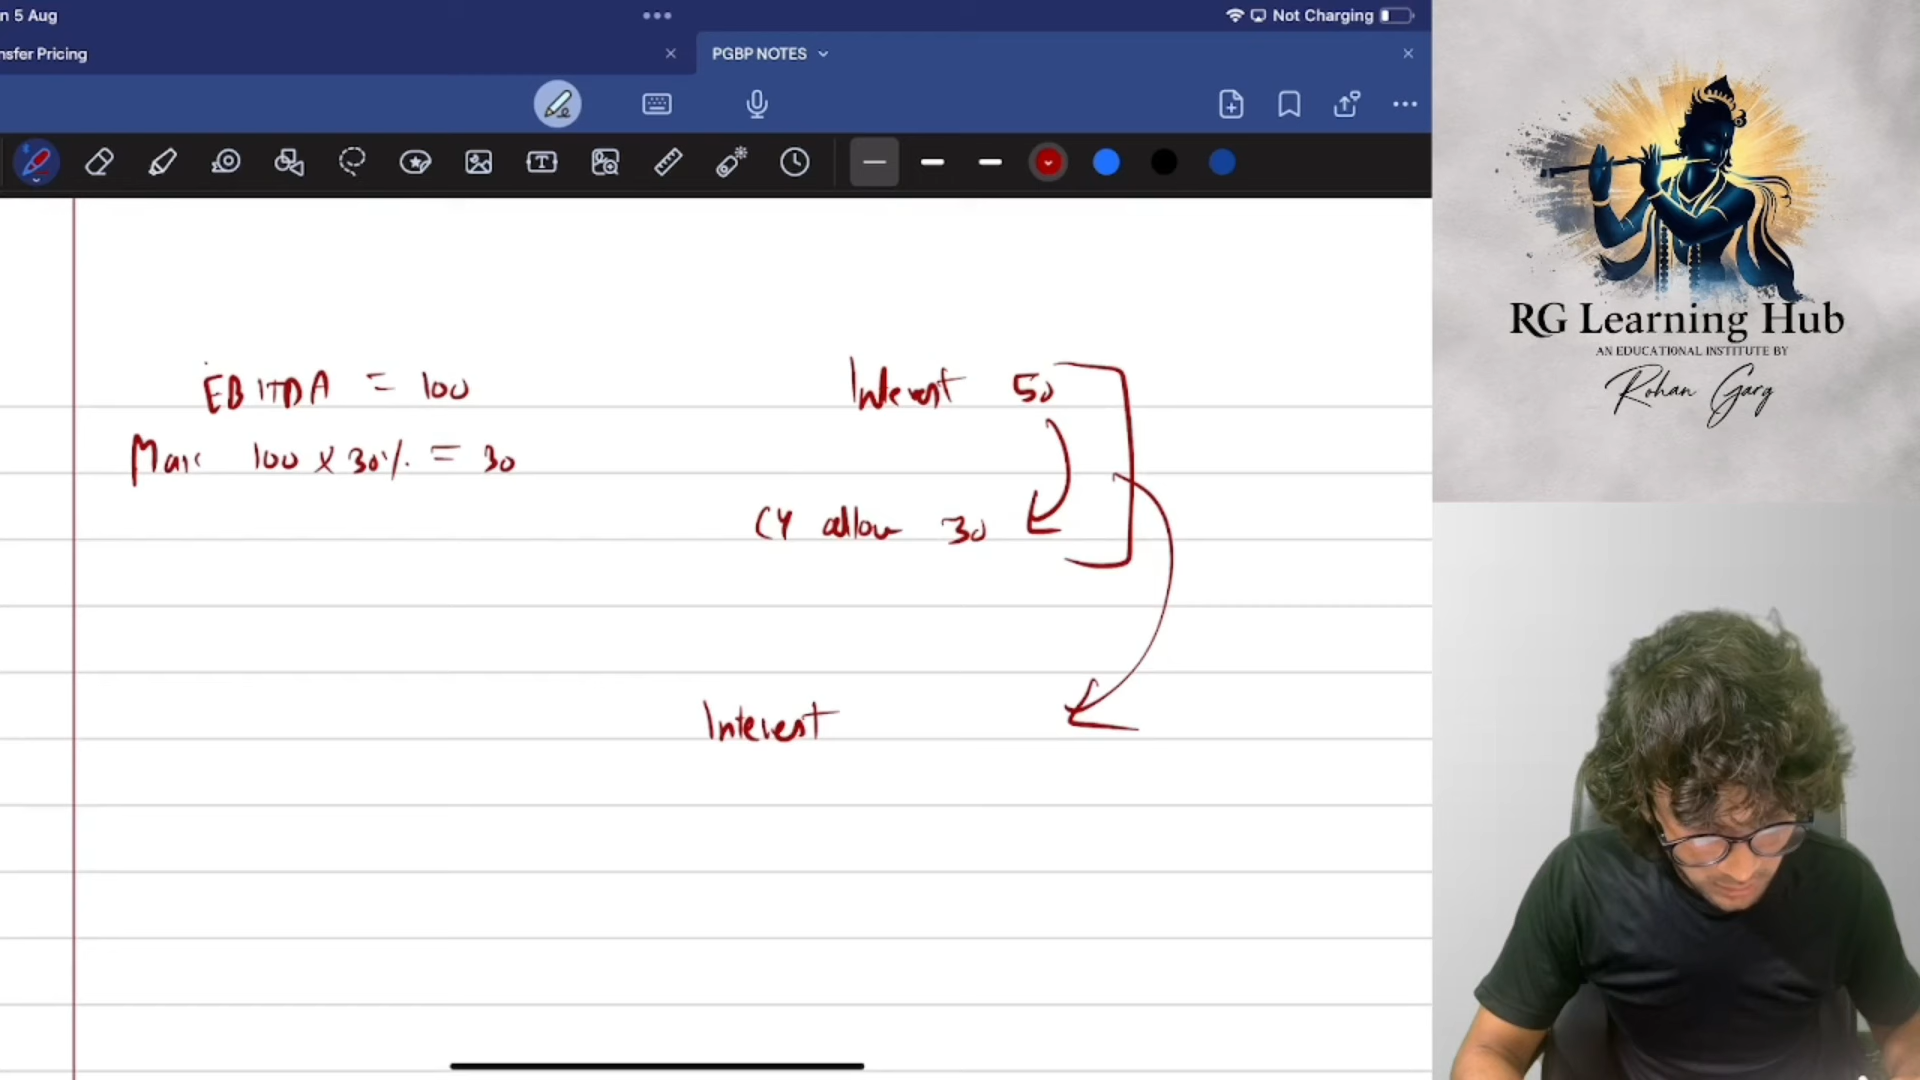 n 5 Aug
Not Charging
nsfer Pricing
PGBP NOTES
EBITDA = 100
Max 100 x 30% = 30
Interest 50
CY allow 30
Interest
RG Learning Hub
AN EDUCATIONAL INSTITUTE BY
Rohan Garg